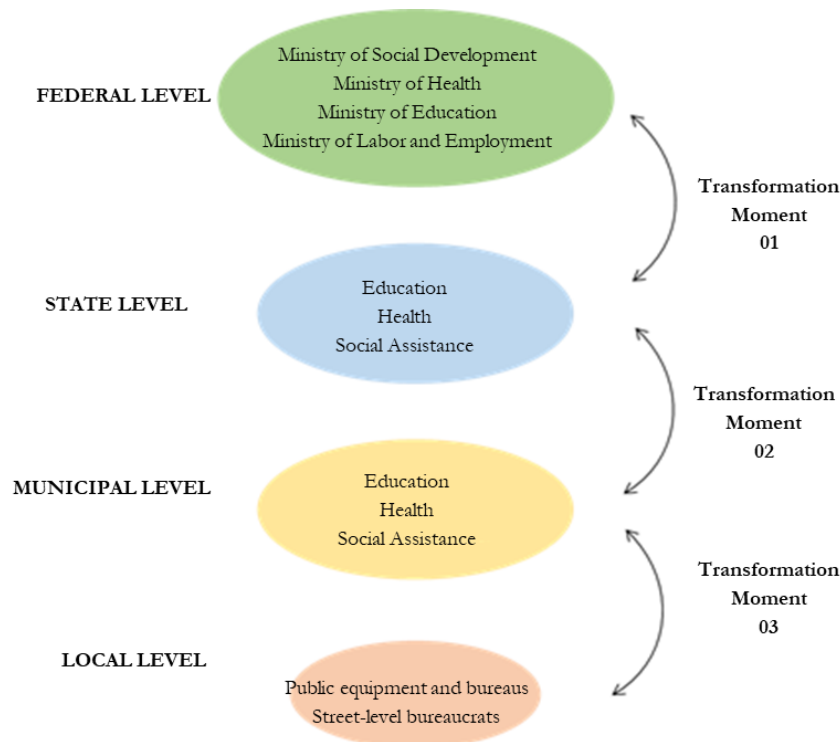 Ministry of Social Development
Ministry of Health
FEDERAL LEVEL
Ministry of Education
Ministry of Labor and Employment
Transformation
Moment
01
STATE LEVEL
Education
Health
Social Assistance
Transformation
Moment
02
MUNICIPAL LEVEL
Education
Health
Social Assistance
Transformation
Moment
03
LOCAL LEVEL
Public equipment and bureaus
Street-level bureaucrats